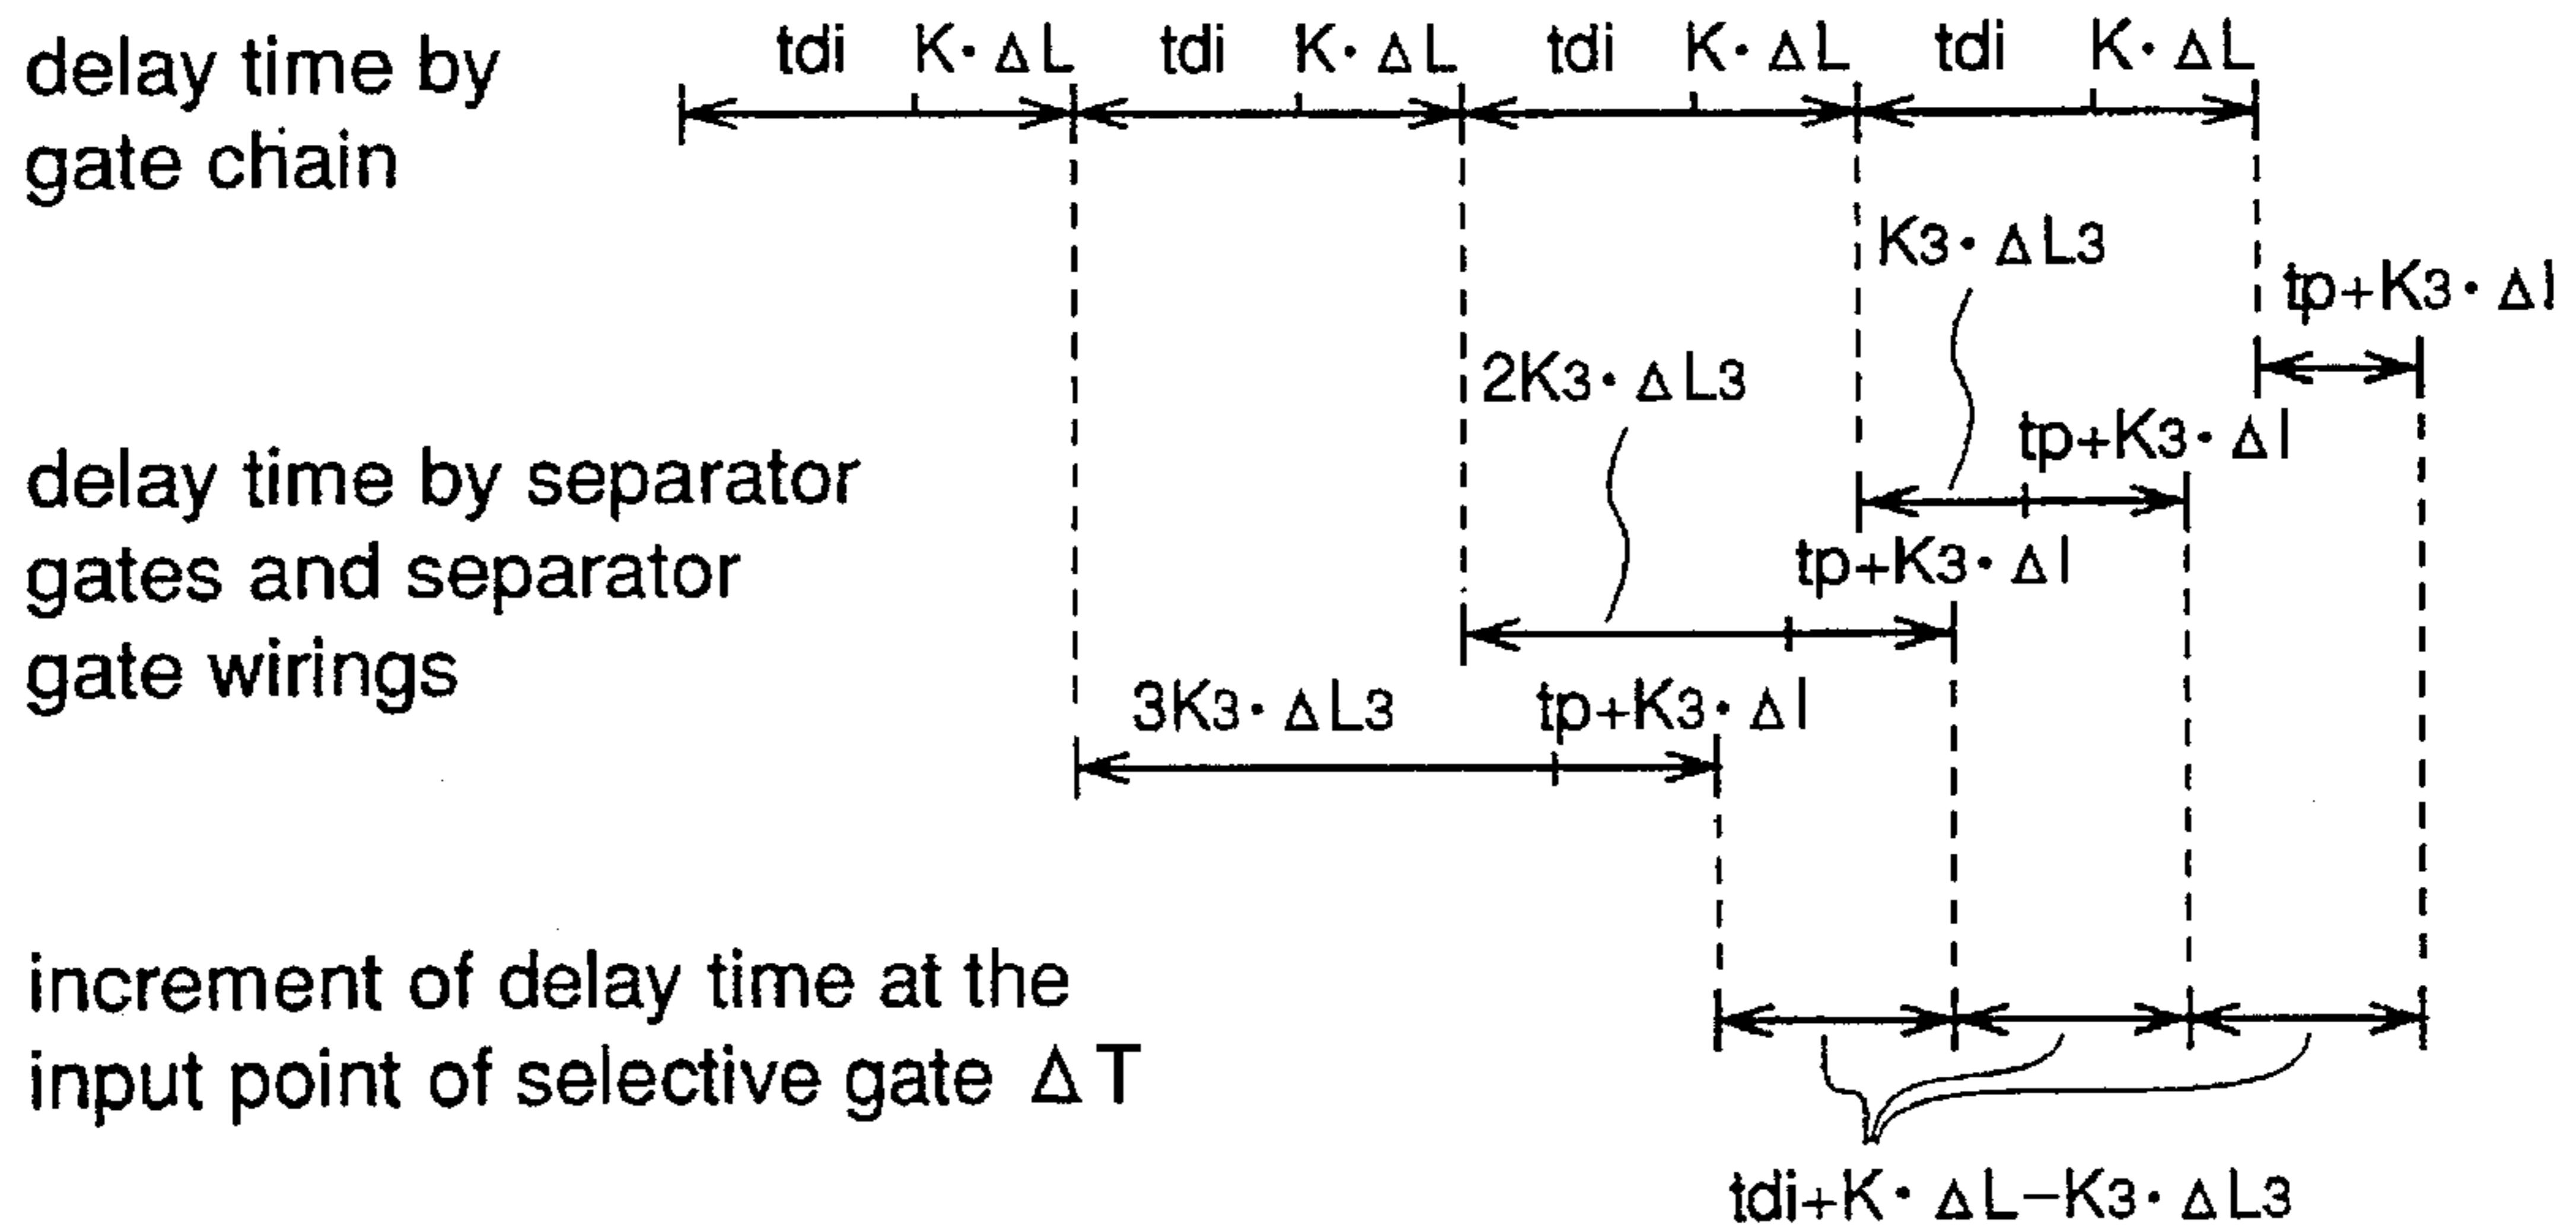 tdi K· ΔL tdi K· ΔL tdi K· ΔL tdi K· ΔL
delay time by
gate chain
K3· ΔL3
tp+K3· Δl
2K3· ΔL3
tp+K3· Δl
delay time by separator
gates and separator
gate wirings
tp+K3· Δl
3K3· ΔL3 tp+K3· Δl
increment of delay time at the
input point of selective gate ΔT
tdi+K· ΔL−K3· ΔL3